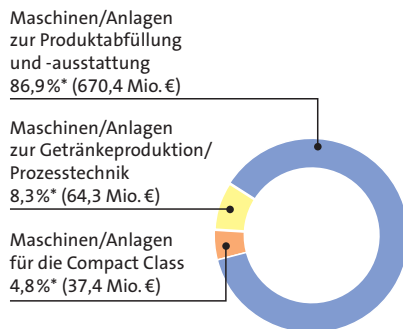 Maschinen/Anlagen
zur Produktabfüllung
und -ausstattung
86,9%* (670,4 Mio. €)
Maschinen/Anlagen
zur Getränkeproduktion/
Prozesstechnik
8,3%* (64,3 Mio. €)
Maschinen/Anlagen
für die Compact Class
4,8%* (37,4 Mio. €)